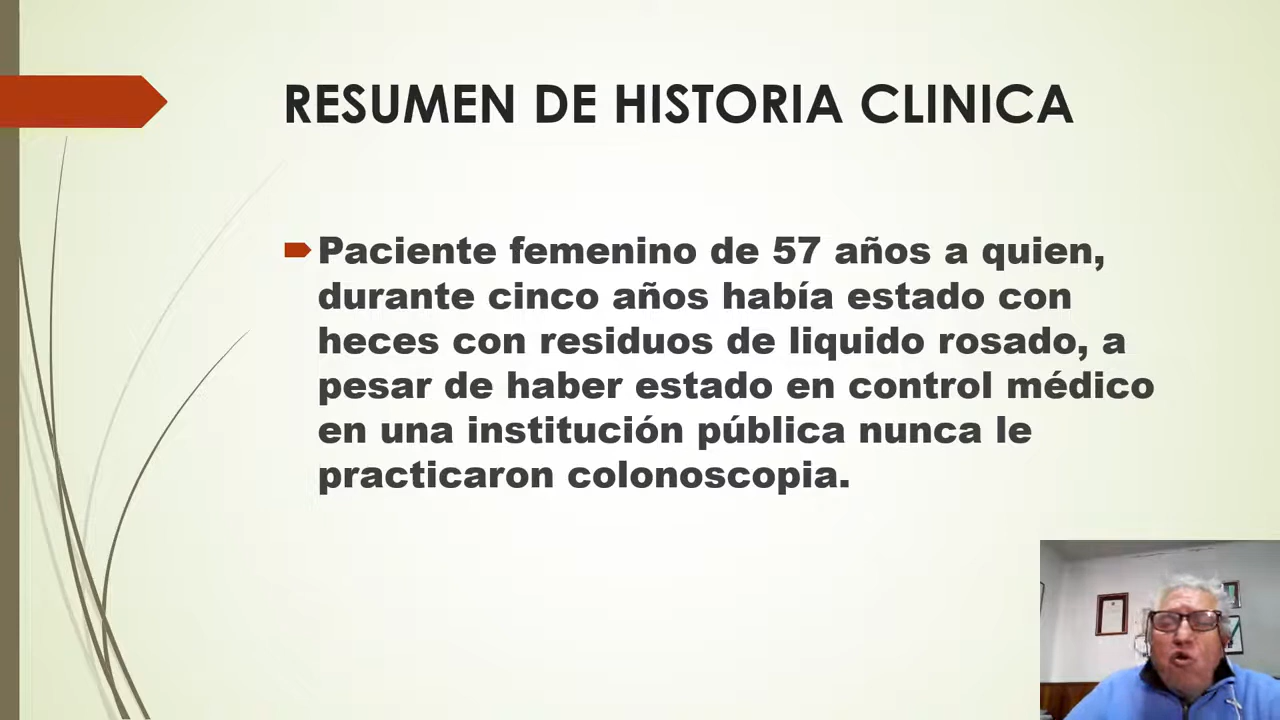 RESUMEN DE HISTORIA CLINICA
Paciente femenino de 57 años a quien,
durante cinco años había estado con
heces con residuos de liquido rosado, a
pesar de haber estado en control médico
en una institución pública nunca le
practicaron colonoscopia.